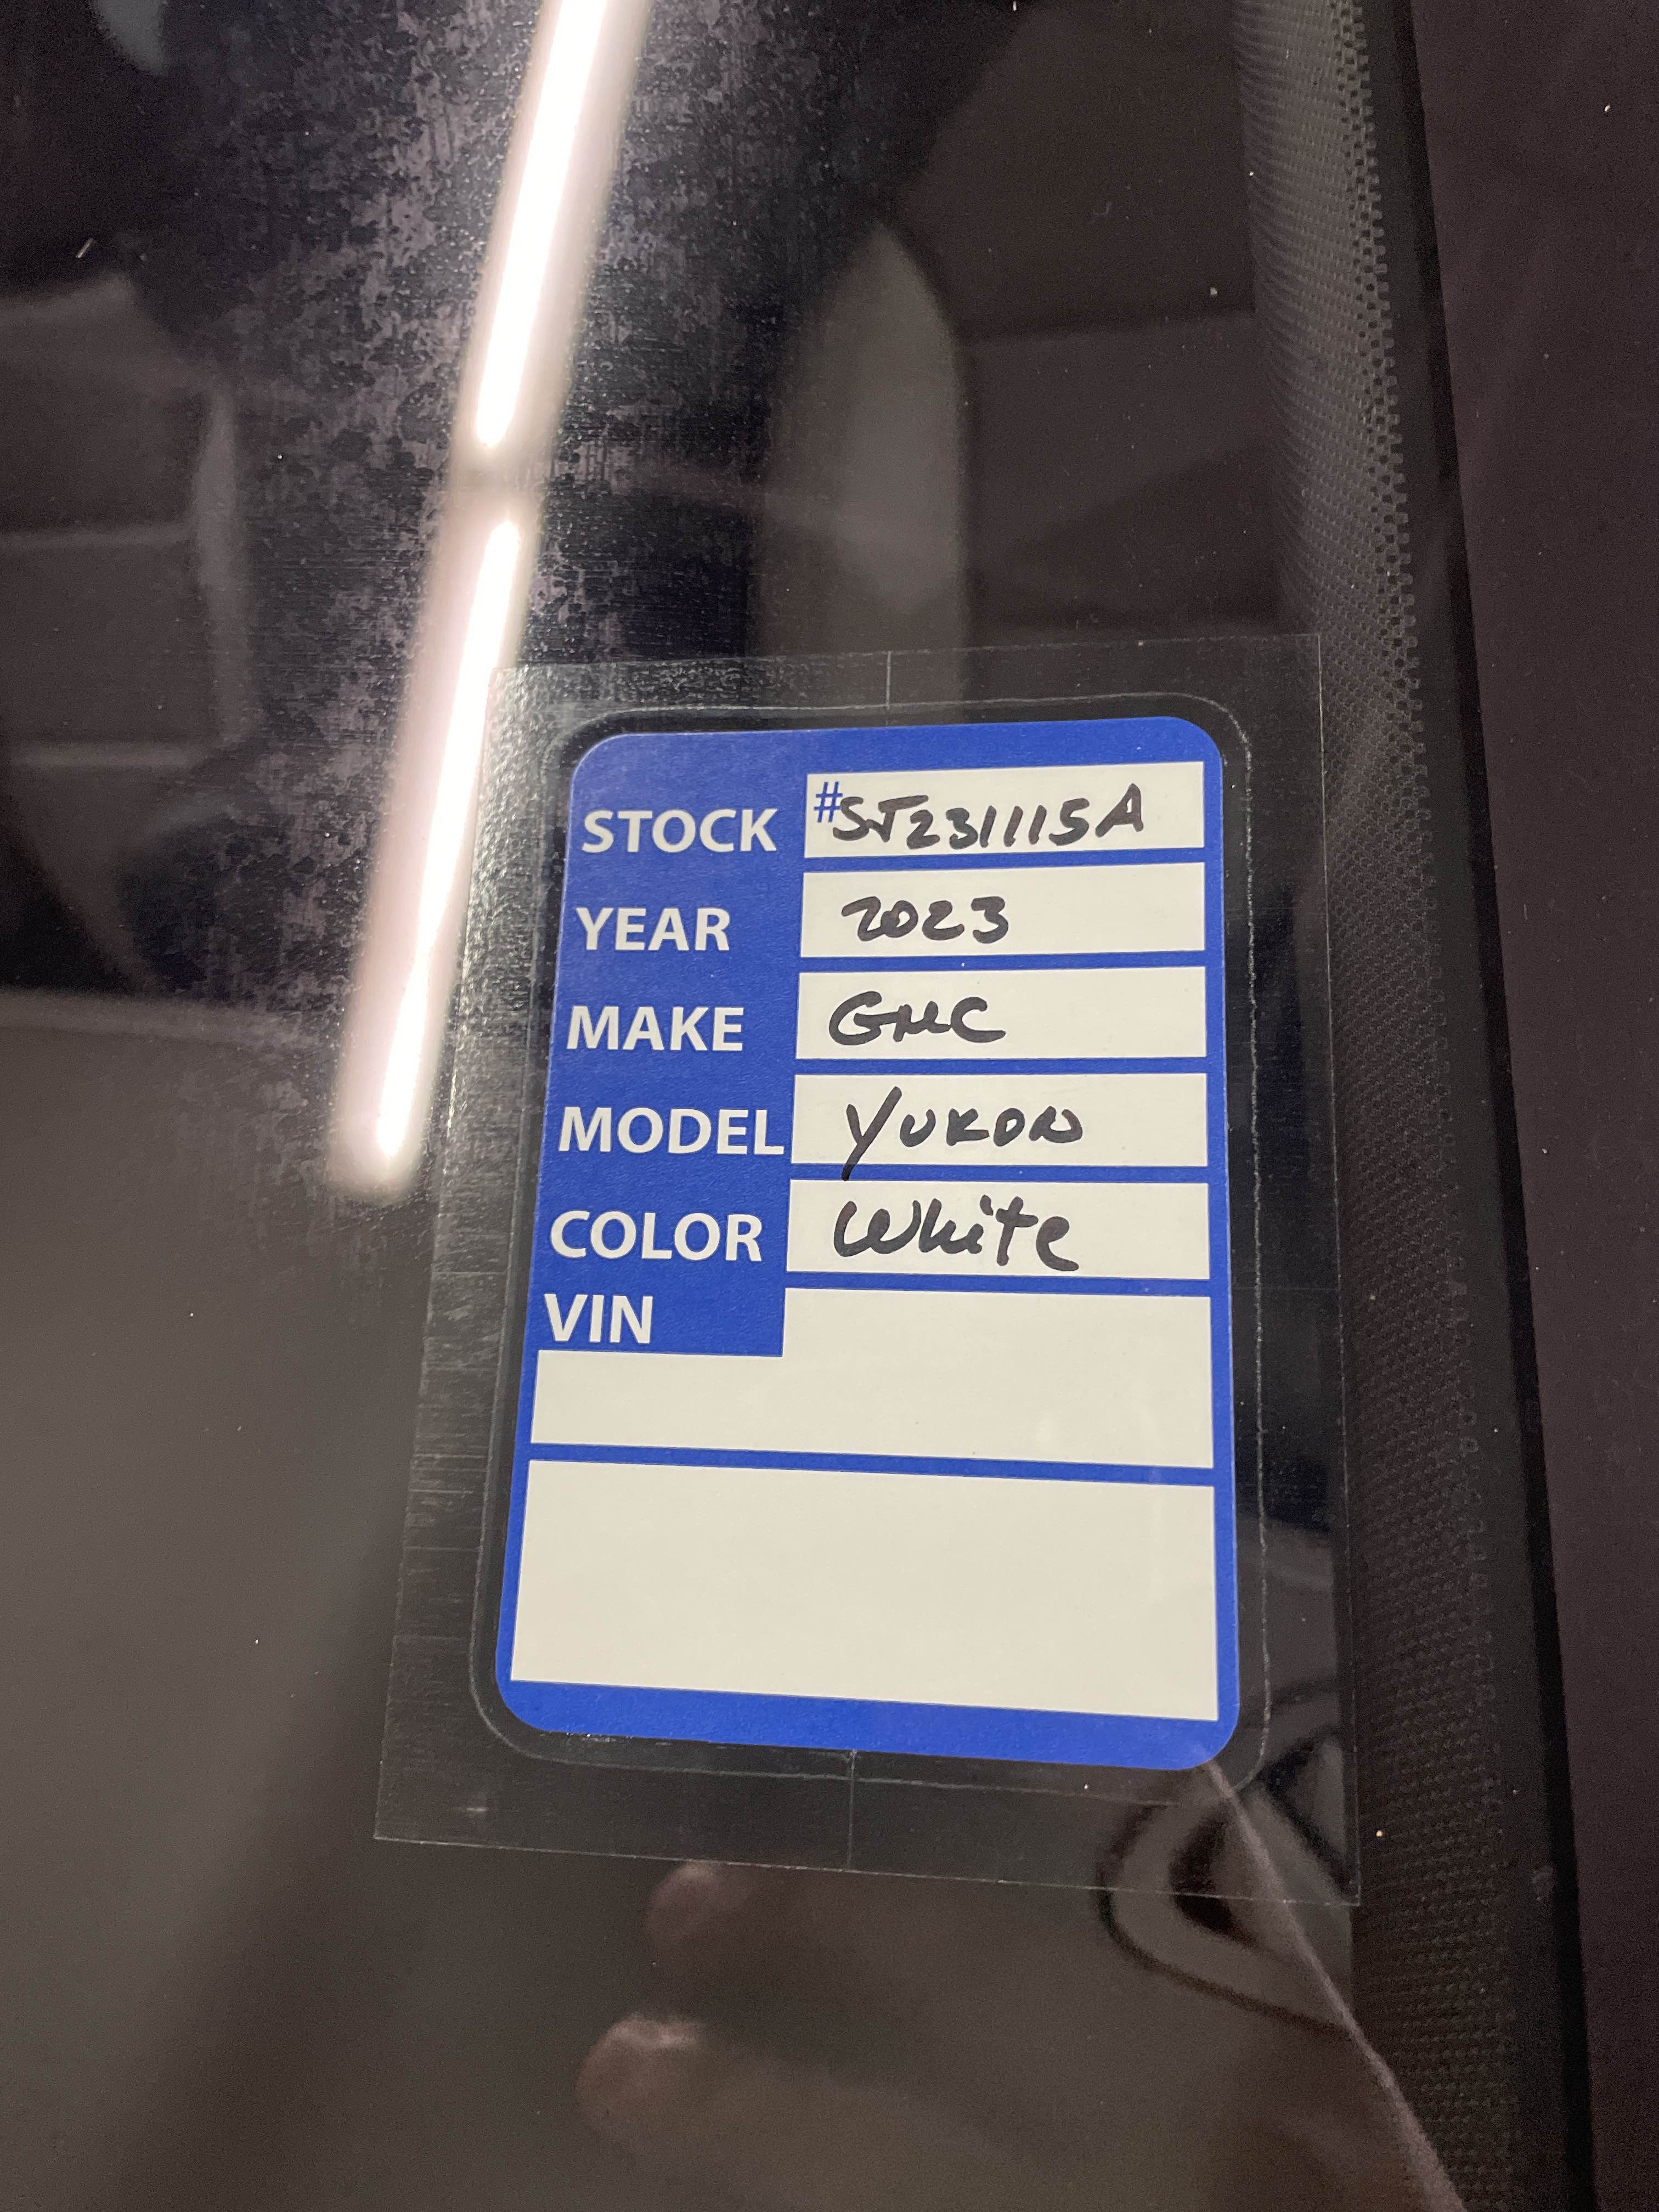 STOCK #ST231115A
YEAR 2023
MAKE GMC
MODEL YUKON
COLOR White
VIN